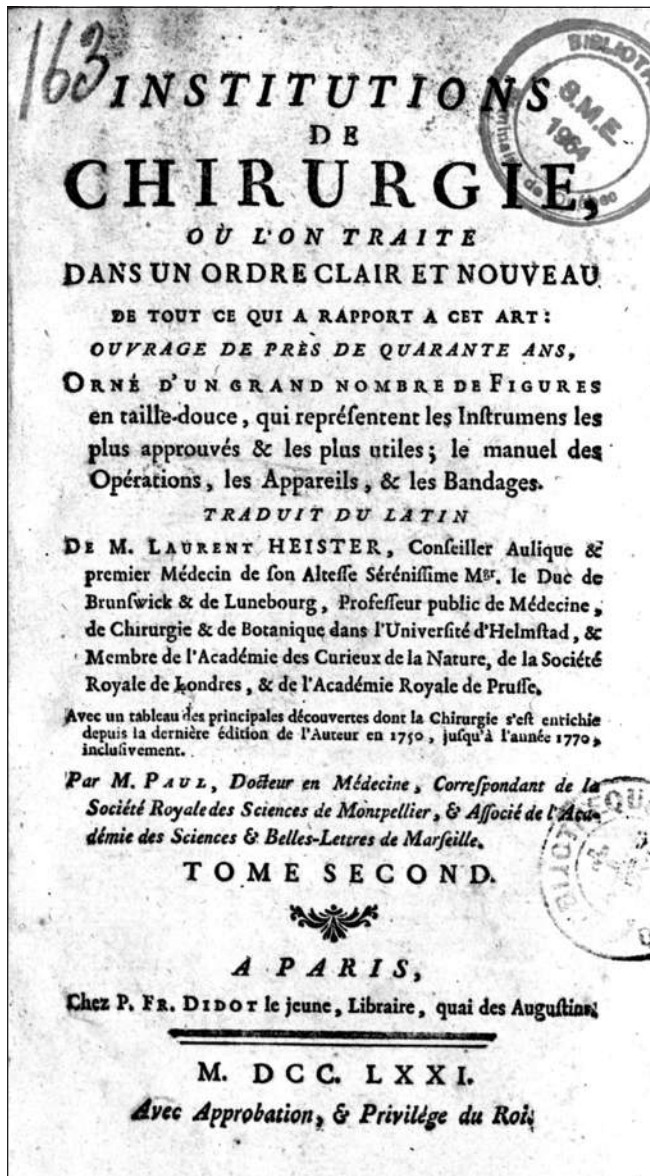 163
BIBLIOT
S.M.E.
1964
INSTITUTIONS
DE
CHIRURGIE,
OÙ L'ON TRAITE
DANS UN ORDRE CLAIR ET NOUVEAU
DE TOUT CE QUI A RAPPORT A CET ART:
OUVRAGE DE PRÈS DE QUARANTE ANS,
ORNÉ D'UN GRAND NOMBRE DE FIGURES
en taille-douce, qui repréſentent les Inſtrumens les
plus approuvés & les plus utiles; le manuel des
Opérations, les Appareils, & les Bandages.
TRADUIT DU LATIN
DE M. LAURENT HEISTER, Conſeiller Aulique &
premier Médecin de ſon Alteſſe Séréniſſime Mgr. le Duc de
Brunſwick & de Lunebourg, Profeſſeur public de Médecine,
de Chirurgie & de Botanique dans l'Univerſité d'Helmſtad, &
Membre de l'Académie des Curieux de la Nature, de la Société
Royale de Londres, & de l'Académie Royale de Pruſſe.
Avec un tableau des principales découvertes dont la Chirurgie s'eſt enrichie
depuis la dernière édition de l'Auteur en 1750, juſqu'à l'année 1770,
incluſivement.
Par M. PAUL, Docteur en Médecine, Correſpondant de la
Société Royale des Sciences de Montpellier, & Aſſocié de l'Aca-
démie des Sciences & Belles-Lettres de Marſeille.
TOME SECOND.
A PARIS,
Chez P. FR. DIDOT le jeune, Libraire, quai des Auguſtins.
M. DCC. LXXI.
Avec Approbation, & Privilége du Roi.